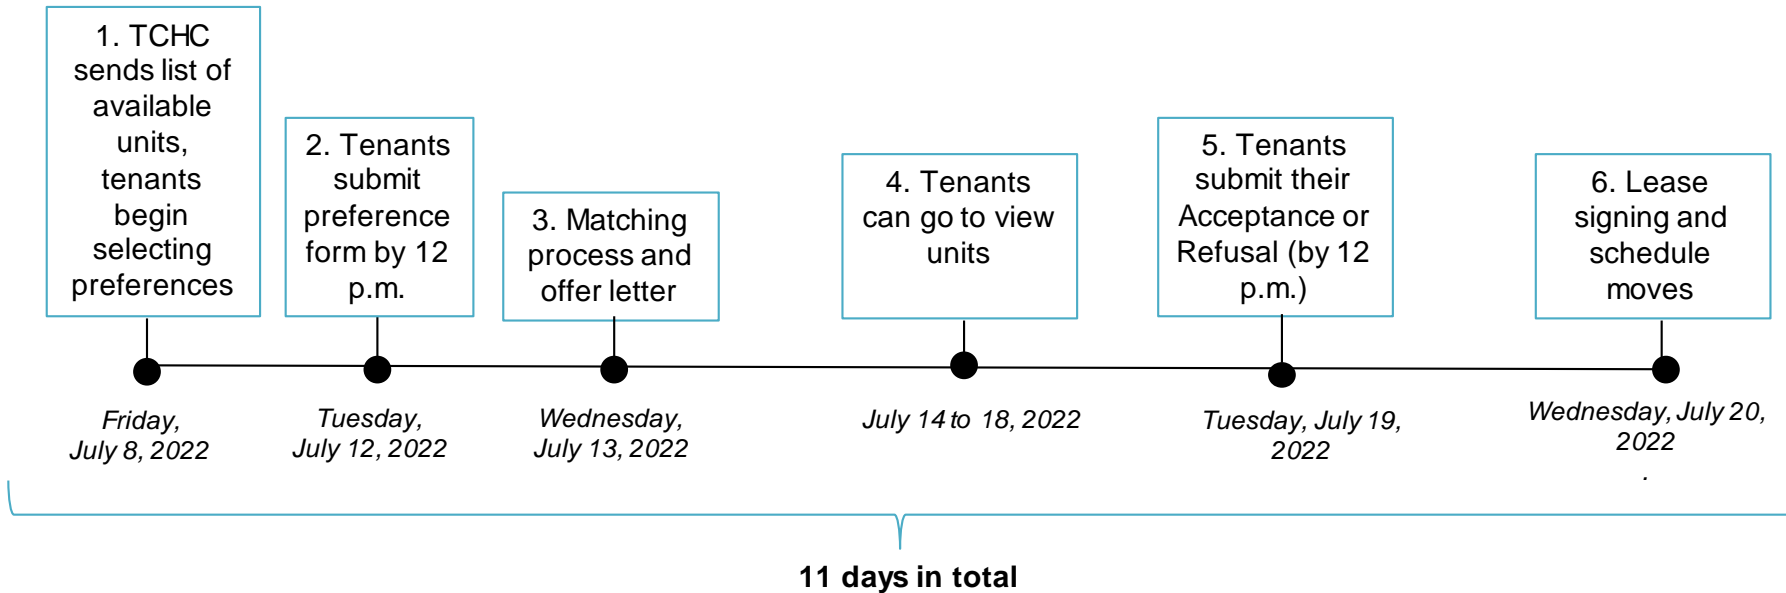 1. TCHC
sends list of
available
units,
tenants
begin
selecting
preferences
2. Tenants
submit
preference
form by 12
p.m.
3. Matching
process and
offer letter
4. Tenants
can go to view
units
5. Tenants
submit their
Acceptance or
Refusal (by 12
p.m.)
6. Lease
signing and
schedule
moves
Friday,
July 8, 2022
Tuesday,
July 12, 2022
Wednesday,
July 13, 2022
July 14 to 18, 2022
Tuesday, July 19,
2022
Wednesday, July 20,
2022
.
11 days in total